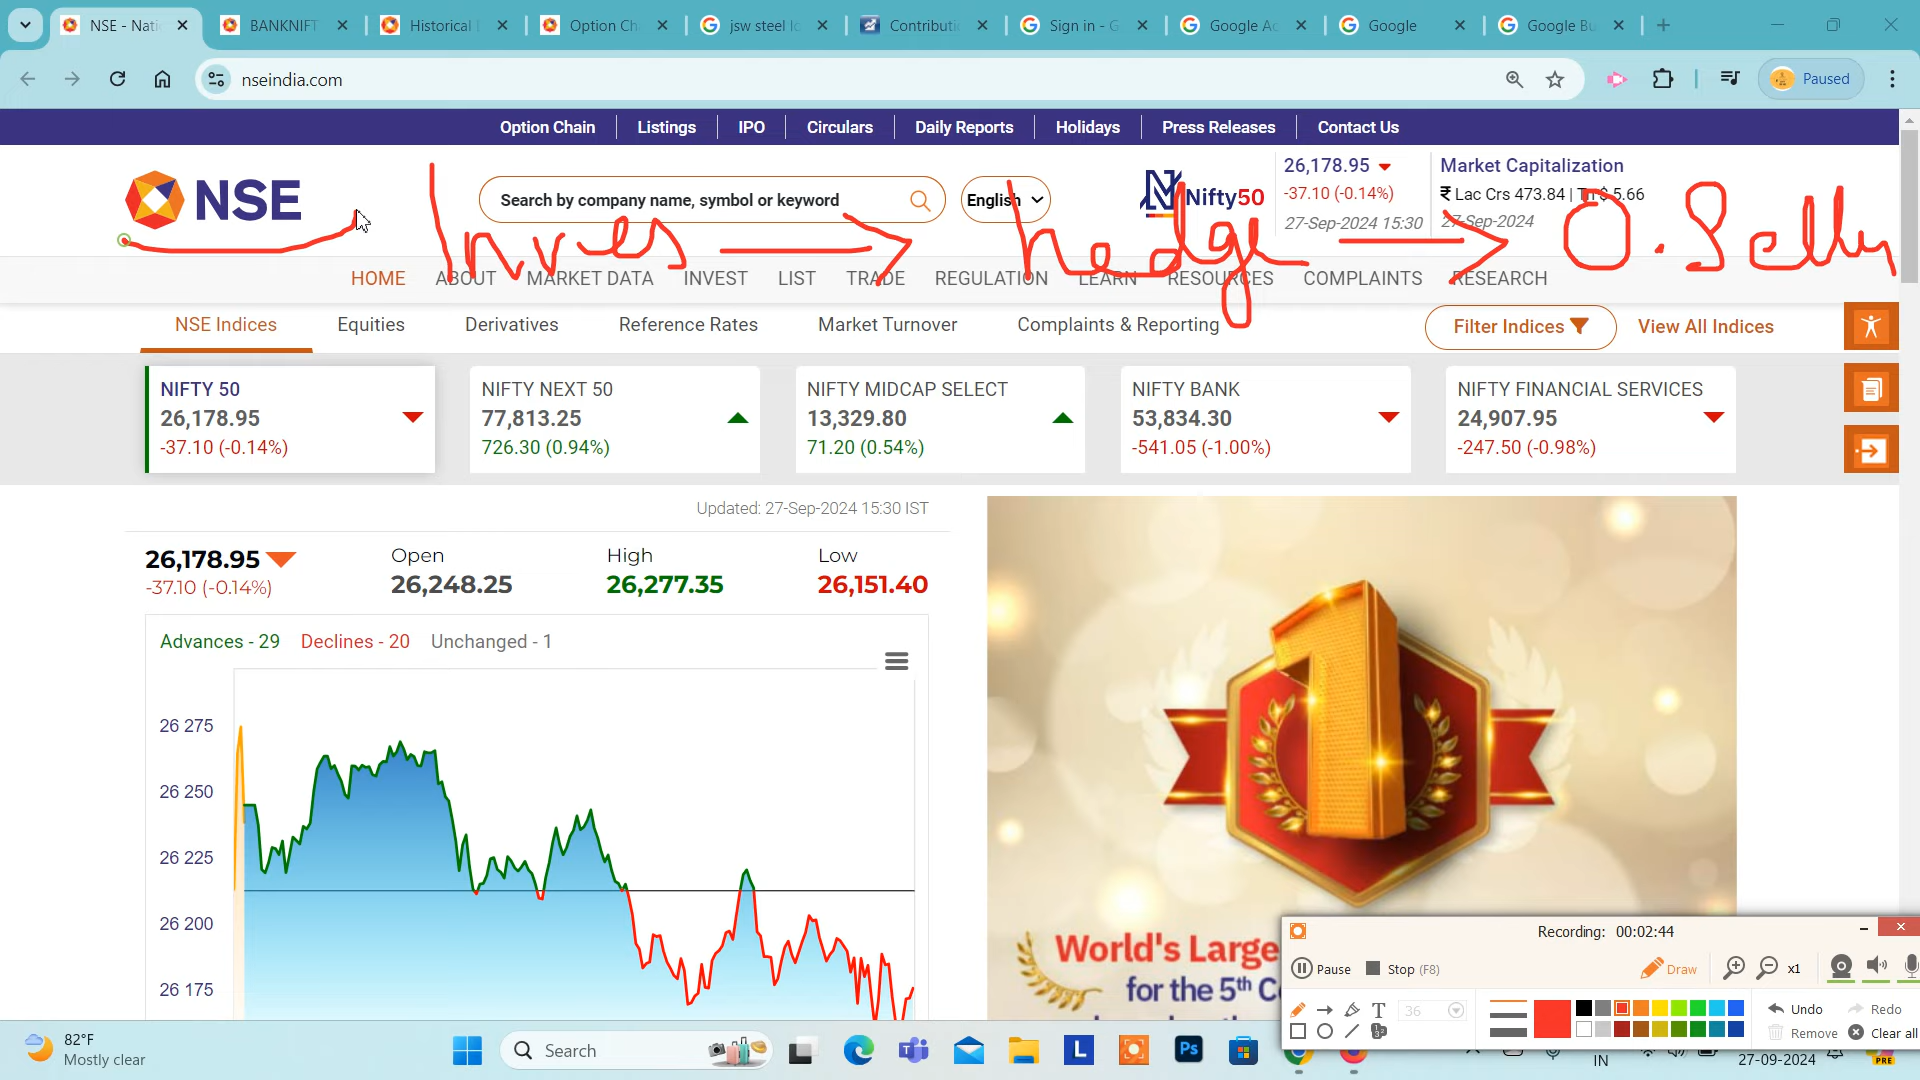 NSE - Nati
BANKNIFT
Historical
Option Ch
jsw steel lo
Contributio
Sign in - G
Google Ac
Google
Google Bu
nseindia.com
Paused
Option Chain
Listings
IPO
Circulars
Daily Reports
Holidays
Press Releases
Contact Us
NSE
Search by company name, symbol or keyword
English
Nifty50
26,178.95
-37.10 (-0.14%)
27-Sep-2024 15:30
Market Capitalization
₹ Lac Crs 473.84 | Tn $ 5.66
27-Sep-2024
hedge
HOME
ABOUT
MARKET DATA
INVEST
LIST
TRADE
REGULATION
LEARN
RESOURCES
COMPLAINTS
RESEARCH
NSE Indices
Equities
Derivatives
Reference Rates
Market Turnover
Complaints & Reporting
Filter Indices
View All Indices
NIFTY 50
26,178.95
-37.10 (-0.14%)
NIFTY NEXT 50
77,813.25
726.30 (0.94%)
NIFTY MIDCAP SELECT
13,329.80
71.20 (0.54%)
NIFTY BANK
53,834.30
-541.05 (-1.00%)
NIFTY FINANCIAL SERVICES
24,907.95
-247.50 (-0.98%)
Updated: 27-Sep-2024 15:30 IST
26,178.95
-37.10 (-0.14%)
Open
26,248.25
High
26,277.35
Low
26,151.40
Advances - 29
Declines - 20
Unchanged - 1
26 275
26 250
26 225
26 200
26 175
1
World's Large
for the 5th C
Recording: 00:02:44
Pause
Stop (F8)
Draw
x1
T
36
Undo
Redo
Remove
Clear all
82°F
Mostly clear
Search
L
Ps
IN
27-09-2024
PRE